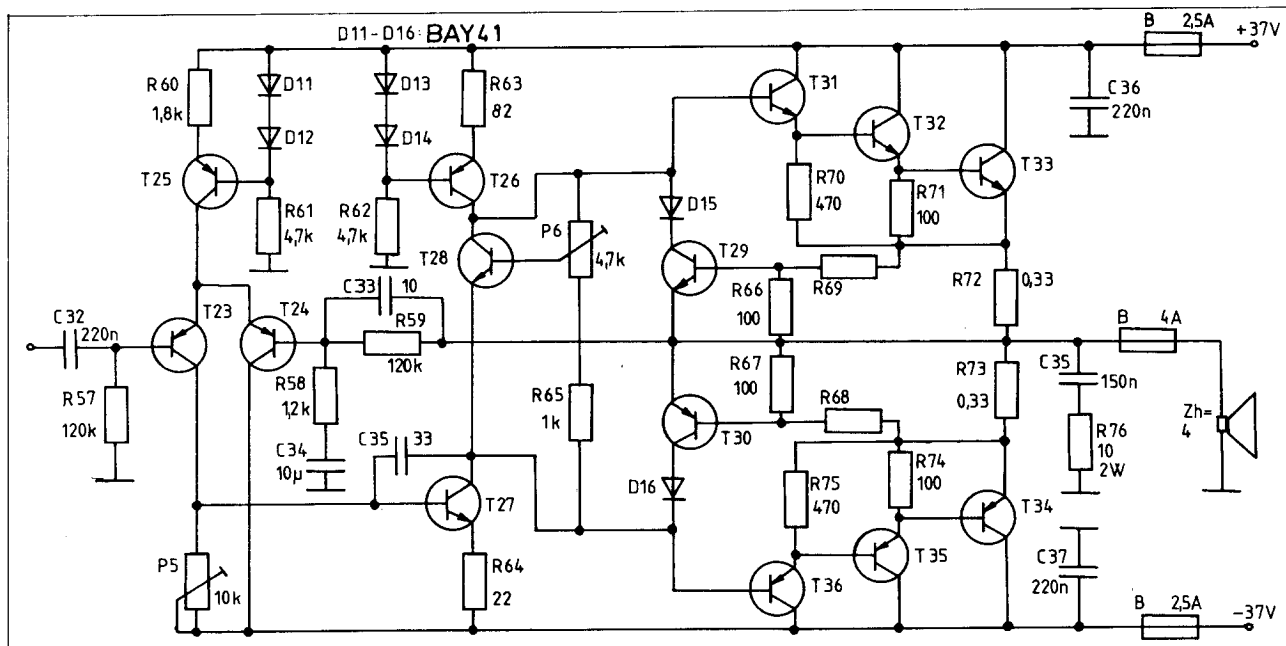 D11-D16: BAY41
B 2,5A
+37V
R60
1,8k
D11
D13
R63
82
D12
D14
T31
T32
T33
C36
220n
T25
T26
R61
4,7k
R62
4,7k
T28
P6
4,7k
D15
T29
R70
470
R71
100
R69
R66
100
R72
0,33
C32
220n
T23
T24
C33
10
R59
120k
B 4A
R57
120k
R58
1,2k
C34
10µ
C35
33
R65
1k
R67
100
R68
T30
R73
0,33
C35
150n
R76
10
2W
Zh=
4
D16
R75
470
R74
100
T34
T27
T35
T36
P5
10k
R64
22
C37
220n
B 2,5A
-37V